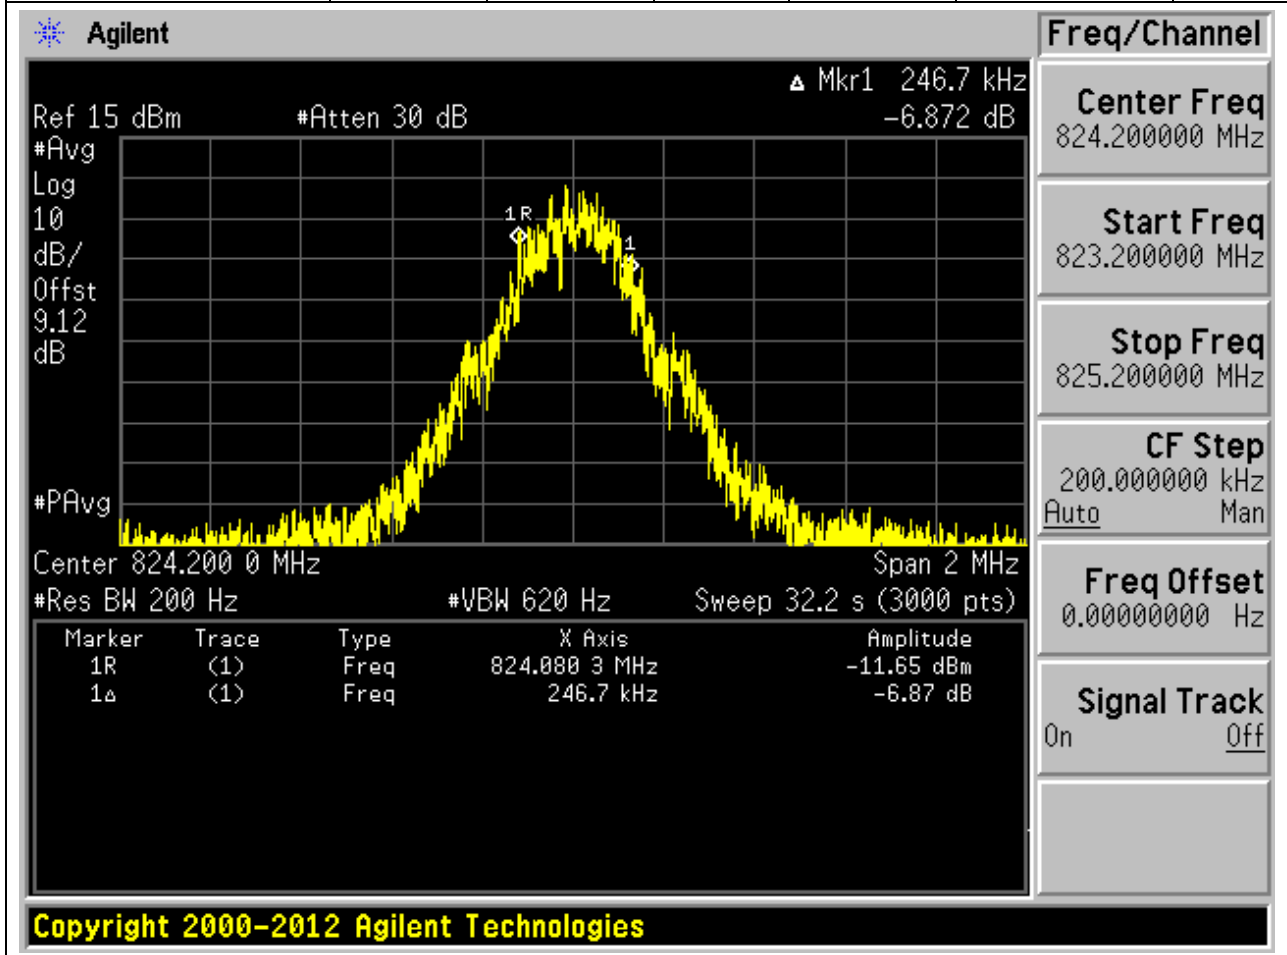 Agilent
Freq/Channel
Δ Mkr1 246.7 kHz
Ref 15 dBm #Atten 30 dB -6.872 dB
#Avg
Log
10
dB/
Offst
9.12
dB
#PAvg
1R
1
Center 824.200 0 MHz Span 2 MHz
#Res BW 200 Hz #VBW 620 Hz Sweep 32.2 s (3000 pts)
Marker Trace Type X Axis Amplitude
1R (1) Freq 824.080 3 MHz -11.65 dBm
1Δ (1) Freq 246.7 kHz -6.87 dB
Center Freq
824.200000 MHz
Start Freq
823.200000 MHz
Stop Freq
825.200000 MHz
CF Step
200.000000 kHz
Auto Man
Freq Offset
0.00000000 Hz
Signal Track
On Off
Copyright 2000-2012 Agilent Technologies